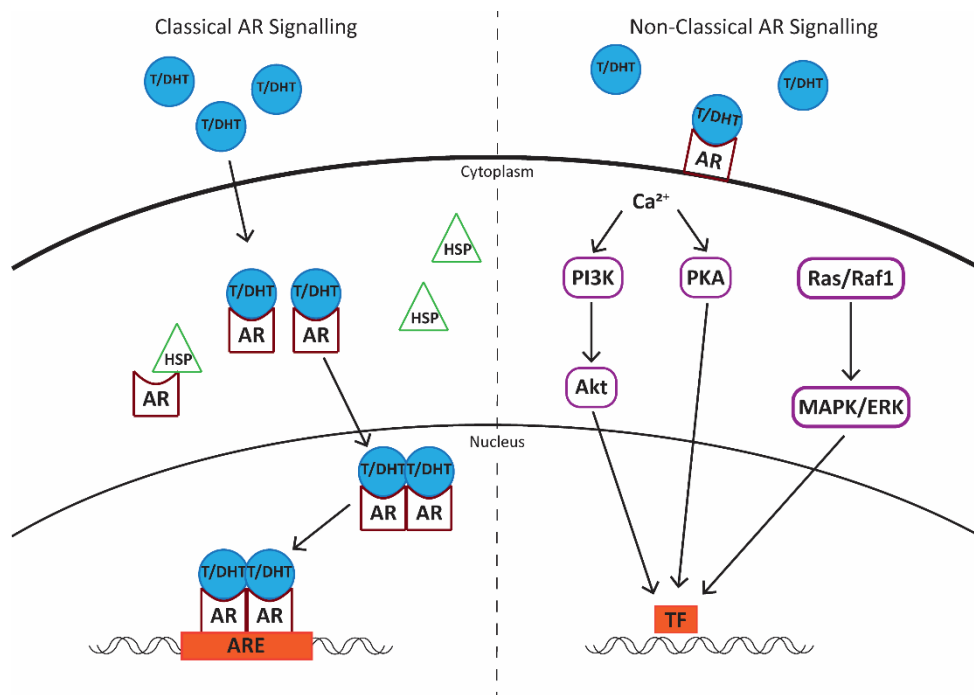 Classical AR Signalling
T/DHT
T/DHT
T/DHT
HSP
HSP
T/DHT
T/DHT
AR
AR
HSP
AR
T/DHT
T/DHT
AR
AR
T/DHT
T/DHT
AR
AR
ARE
Cytoplasm
Nucleus
Non-Classical AR Signalling
T/DHT
T/DHT
T/DHT
AR
Ca²⁺
PI3K
PKA
Ras/Raf1
Akt
MAPK/ERK
TF